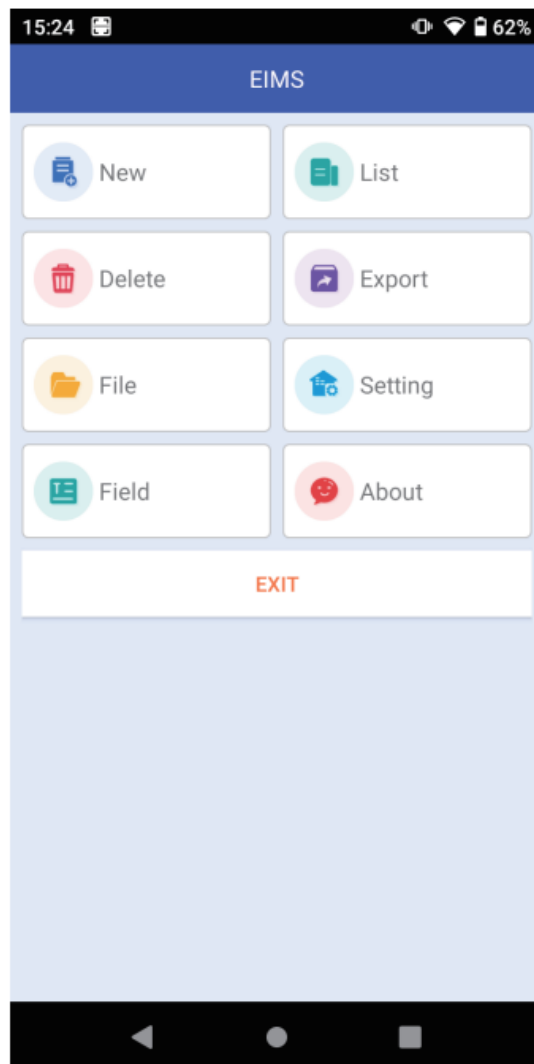 15:24 62%
EIMS
New List
Delete Export
File Setting
Field About
EXIT